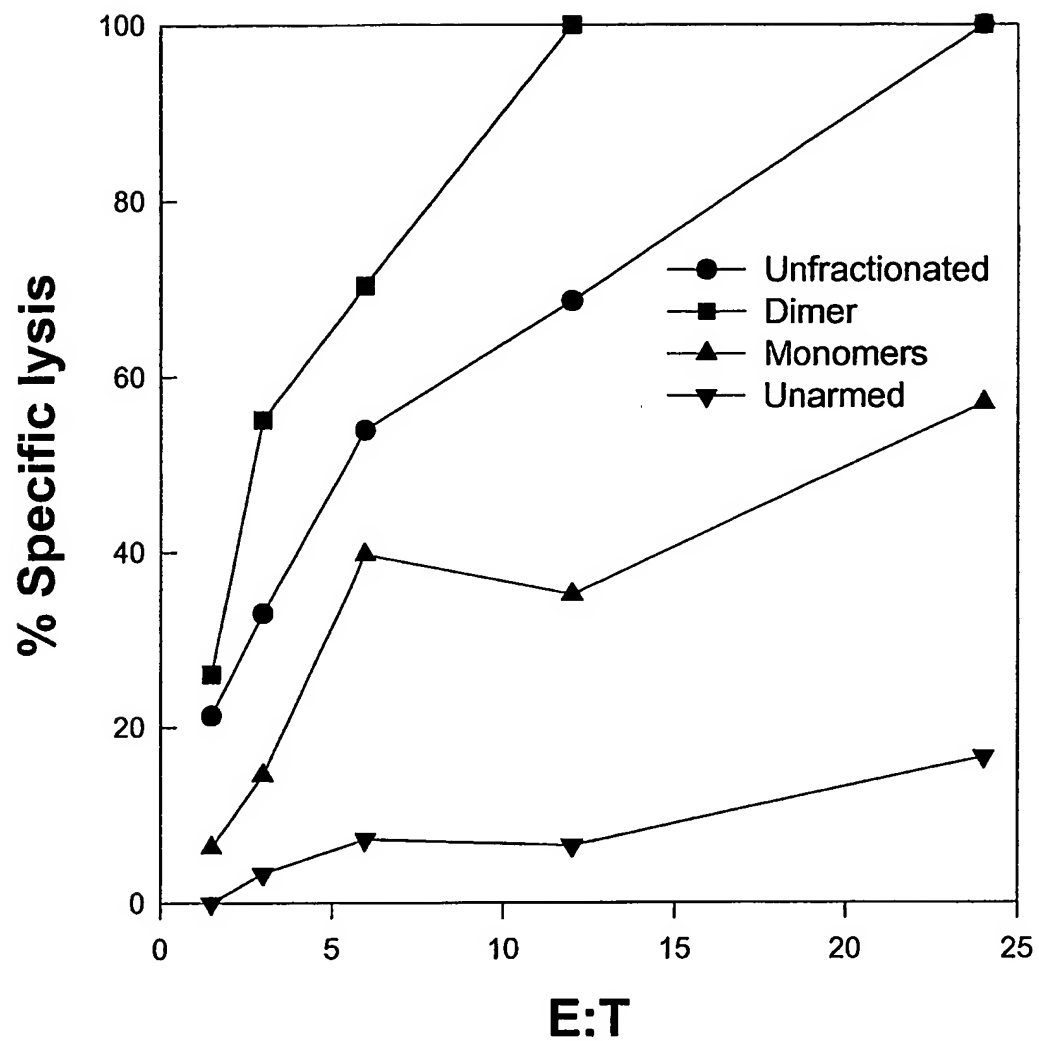 100
80
60
40
20
0
% Specific lysis
Unfractionated
Dimer
Monomers
Unarmed
0 5 10 15 20 25
E:T